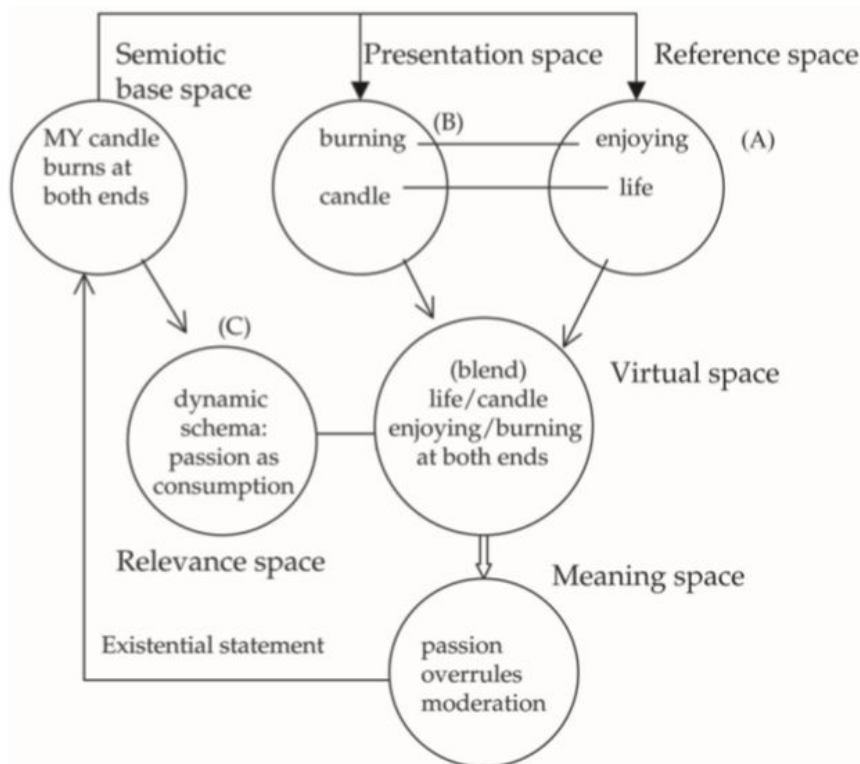 Semiotic
base space
Presentation space
Reference space
MY candle
burns at
both ends
burning
candle
(B)
enjoying
life
(A)
(C)
dynamic
schema:
passion as
consumption
(blend)
life/candle
enjoying/burning
at both ends
Virtual space
Relevance space
Meaning space
Existential statement
passion
overrules
moderation